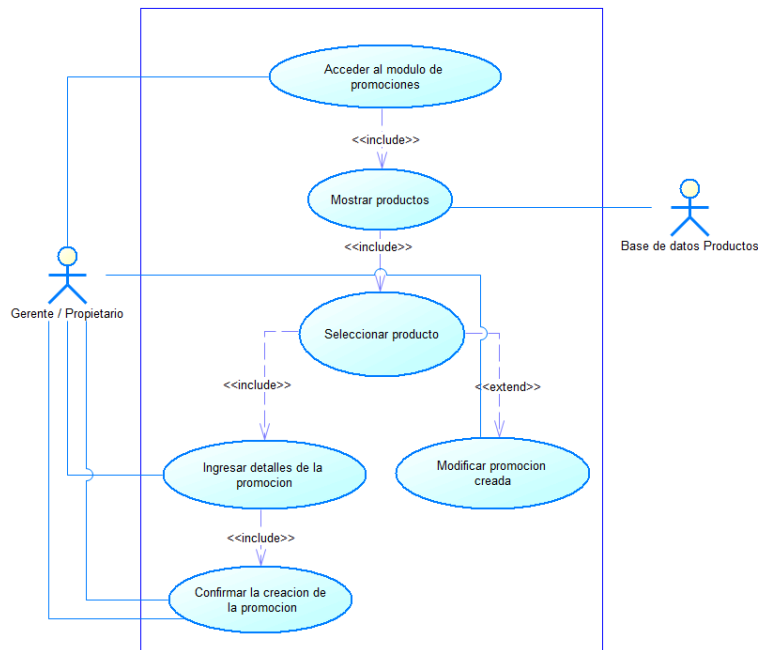 Acceder al modulo de
promociones
<<include>>
Mostrar productos
Base de datos Productos
<<include>>
Gerente / Propietario
Seleccionar producto
<<include>>
<<extend>>
Ingresar detalles de la
promocion
Modificar promocion
creada
<<include>>
Confirmar la creacion de
la promocion